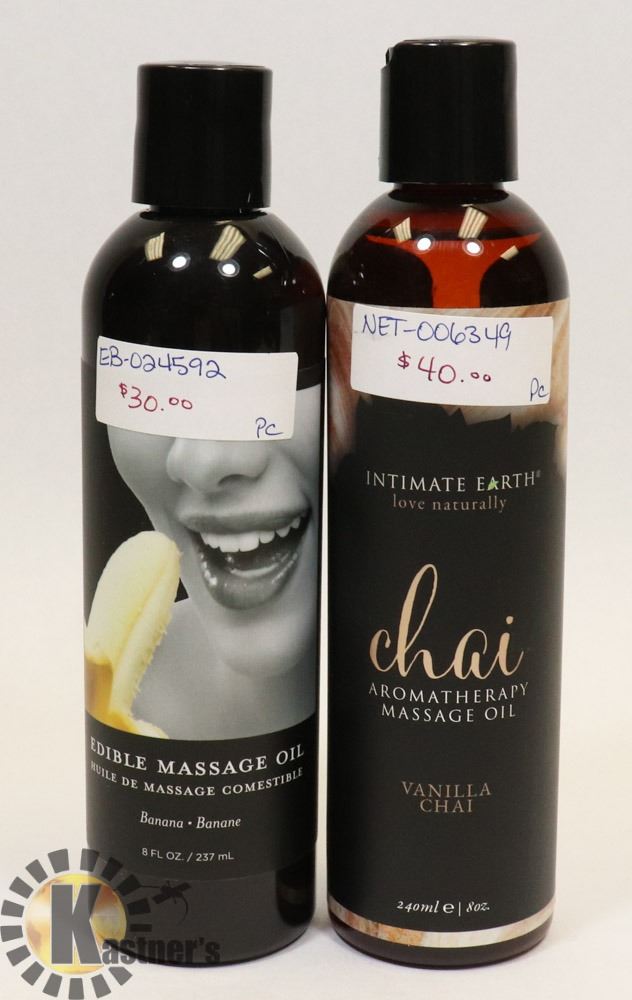 EB-024592
$30.00
PC
EDIBLE MASSAGE OIL
HUILE DE MASSAGE COMESTIBLE
Banana • Banane
8 FL OZ. / 237 mL
NET-006349
$40.00
PC
INTIMATE EARTH®
love naturally
chai
AROMATHERAPY
MASSAGE OIL
VANILLA
CHAI
240ml e | 8oz.
Kastner's